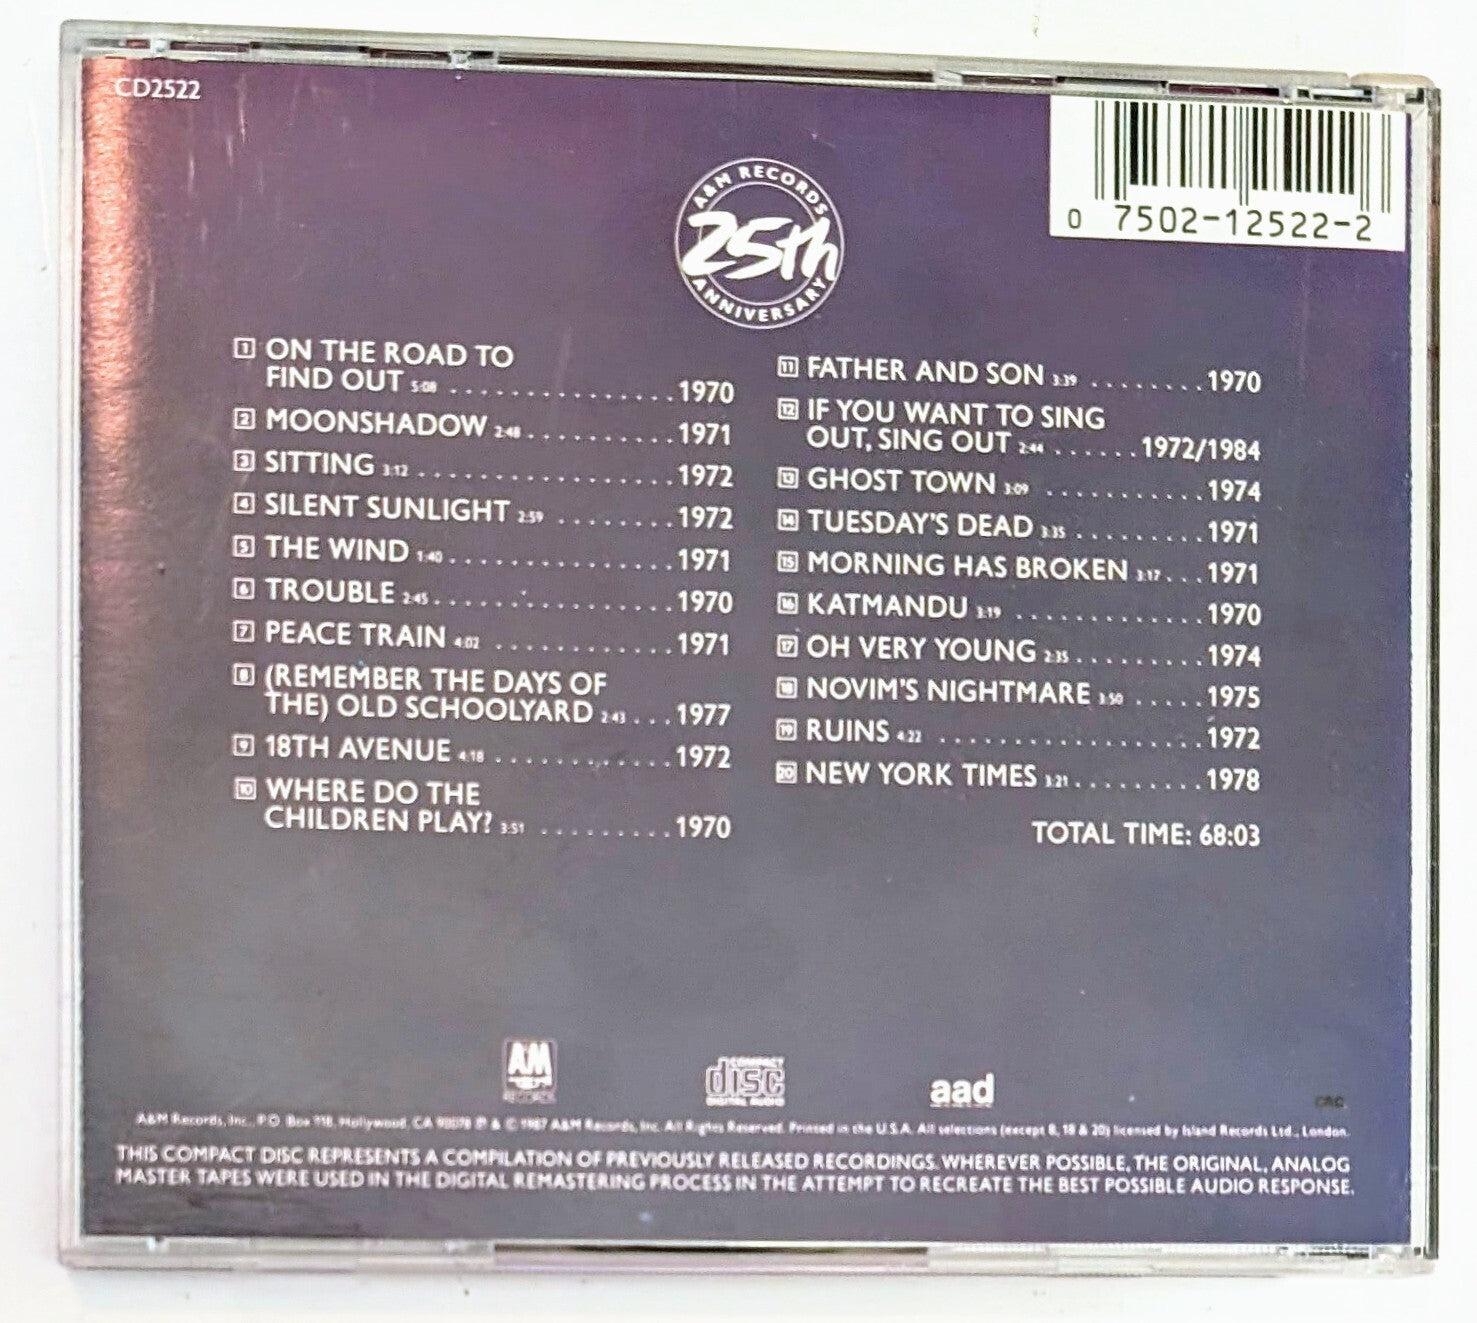 CD2522
0 7502-12522-2
A&M RECORDS
25th
ANNIVERSARY
1 ON THE ROAD TO
FIND OUT 5:08 ............... 1970
2 MOONSHADOW 2:48 .......... 1971
3 SITTING 3:12 ................. 1972
4 SILENT SUNLIGHT 2:59 ........ 1972
5 THE WIND 1:40 ............... 1971
6 TROUBLE 2:45 ................ 1970
7 PEACE TRAIN 4:02 ............ 1971
8 (REMEMBER THE DAYS OF
THE) OLD SCHOOLYARD 2:43 ... 1977
9 18TH AVENUE 4:18 ............ 1972
10 WHERE DO THE
CHILDREN PLAY? 3:51 ......... 1970
11 FATHER AND SON 3:39 ........ 1970
12 IF YOU WANT TO SING
OUT, SING OUT 2:44 ...... 1972/1984
13 GHOST TOWN 3:09 ........... 1974
14 TUESDAY'S DEAD 3:35 ......... 1971
15 MORNING HAS BROKEN 3:17 ... 1971
16 KATMANDU 3:19 ............. 1970
17 OH VERY YOUNG 2:35 ......... 1974
18 NOVIM'S NIGHTMARE 3:50 ..... 1975
19 RUINS 4:22 .................. 1972
20 NEW YORK TIMES 3:21 ......... 1978
TOTAL TIME: 68:03
A&M
RECORDS
COMPACT
disc
DIGITAL AUDIO
aad
CRC
A&M Records, Inc., P.O. Box 118, Hollywood, CA 90078 ℗ & © 1987 A&M Records, Inc. All Rights Reserved. Printed in the U.S.A. All selections (except 8, 18 & 20) licensed by Island Records Ltd., London.
THIS COMPACT DISC REPRESENTS A COMPILATION OF PREVIOUSLY RELEASED RECORDINGS. WHEREVER POSSIBLE, THE ORIGINAL, ANALOG
MASTER TAPES WERE USED IN THE DIGITAL REMASTERING PROCESS IN THE ATTEMPT TO RECREATE THE BEST POSSIBLE AUDIO RESPONSE.